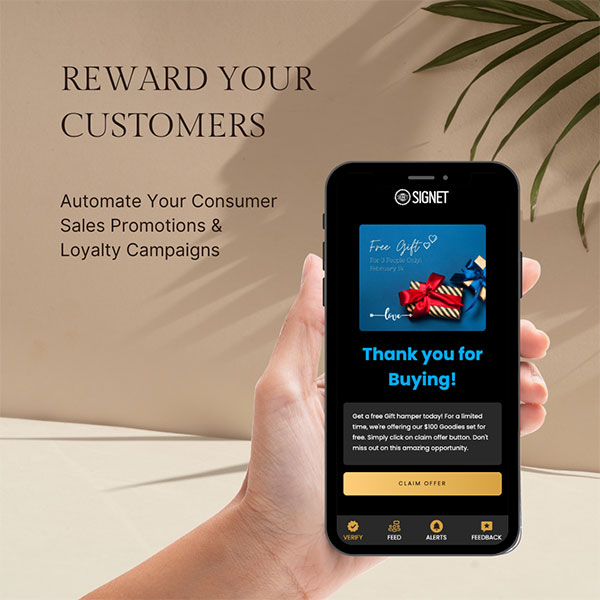 REWARD YOUR
CUSTOMERS
Automate Your Consumer
Sales Promotions &
Loyalty Campaigns
SIGNET
Free Gift
For 3 People Only!
February 14
love
Thank you for
Buying!
Get a free Gift hamper today! For a limited
time, we're offering our $100 Goodies set for
free. Simply click on claim offer button. Don't
miss out on this amazing opportunity.
CLAIM OFFER
VERIFY FEED ALERTS FEEDBACK